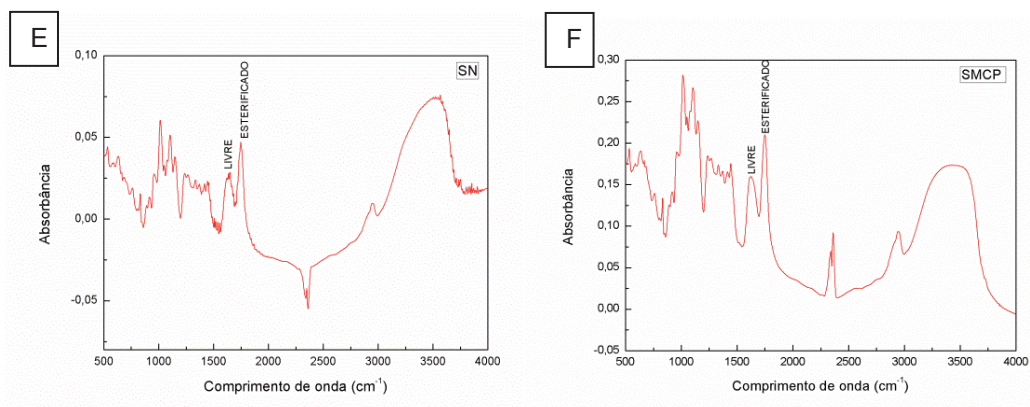 E
SN
LIVRE
ESTERIFICADO
Absorbância
0,10
0,05
0,00
-0,05
500 1000 1500 2000 2500 3000 3500 4000
Comprimento de onda (cm-1)
F
SMCP
LIVRE
ESTERIFICADO
Absorbância
0,30
0,25
0,20
0,15
0,10
0,05
0,00
-0,05
500 1000 1500 2000 2500 3000 3500 4000
Comprimento de onda (cm-1)